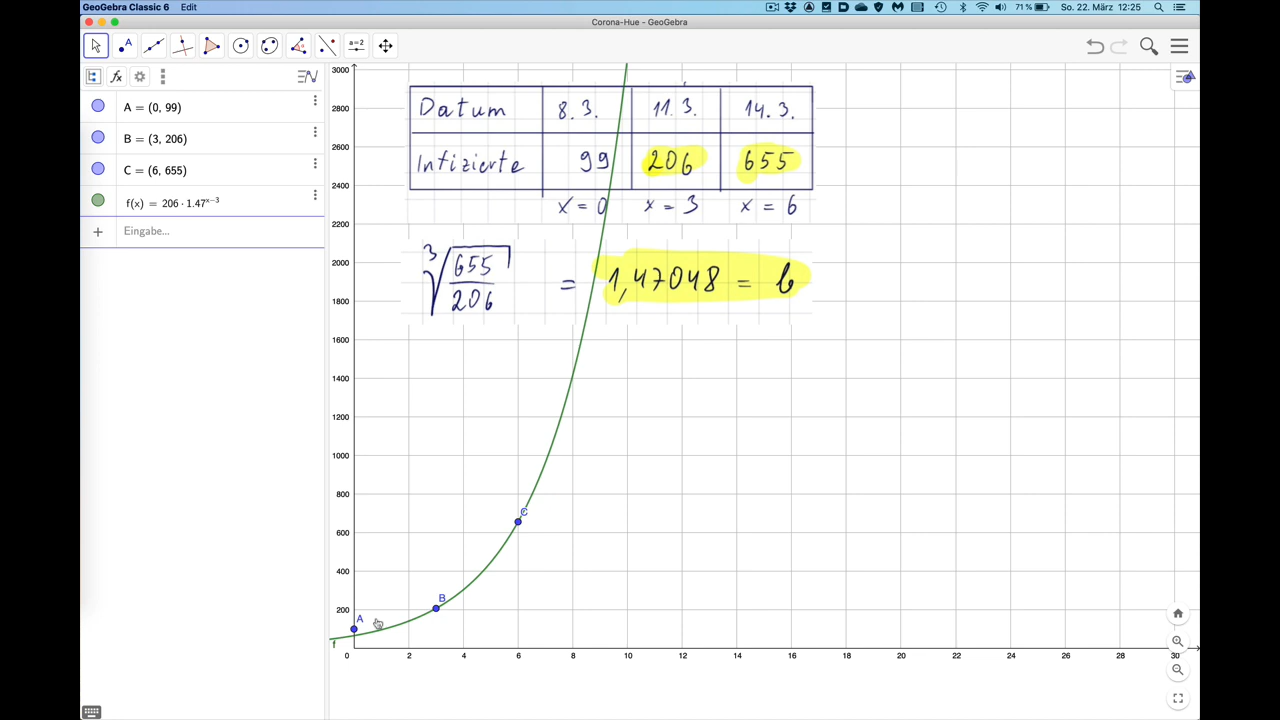 GeoGebra Classic 6 Edit 71 % So. 22. März 12:25
Corona-Hue - GeoGebra
A a=2
fx
A = (0, 99)
B = (3, 206)
C = (6, 655)
f(x) = 206 · 1.47^(x−3)
+ Eingabe...
Datum 8. 3. 11. 3. 14. 3.
Infizierte 99 206 655
x = 0 x = 3 x = 6
∛(655/206) = 1,47048 = b
3000
2800
2600
2400
2200
2000
1800
1600
1400
1200
1000
800
600
400
200
C
B
A
f
0 2 4 6 8 10 12 14 16 18 20 22 24 26 28 30